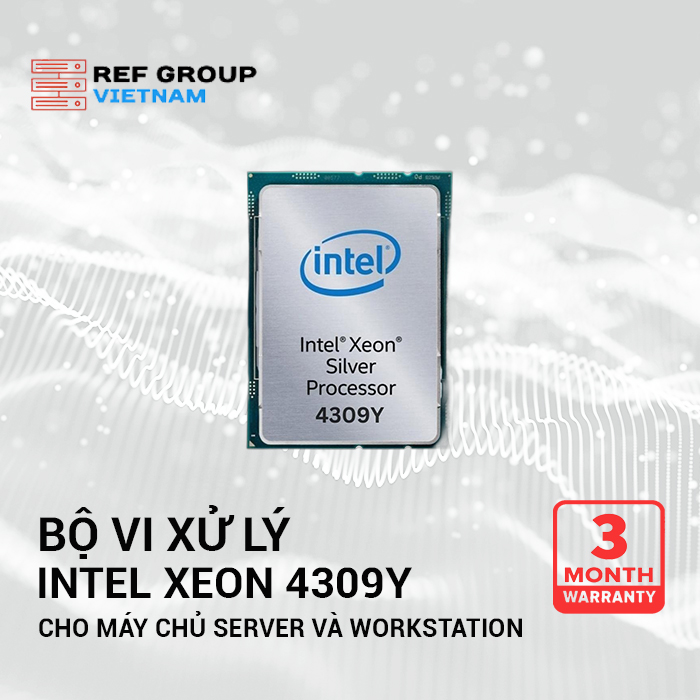 REF GROUP
VIETNAM
intel
Intel® Xeon®
Silver
Processor
4309Y
BỘ VI XỬ LÝ
INTEL XEON 4309Y
CHO MÁY CHỦ SERVER VÀ WORKSTATION
3
MONTH
WARRANTY